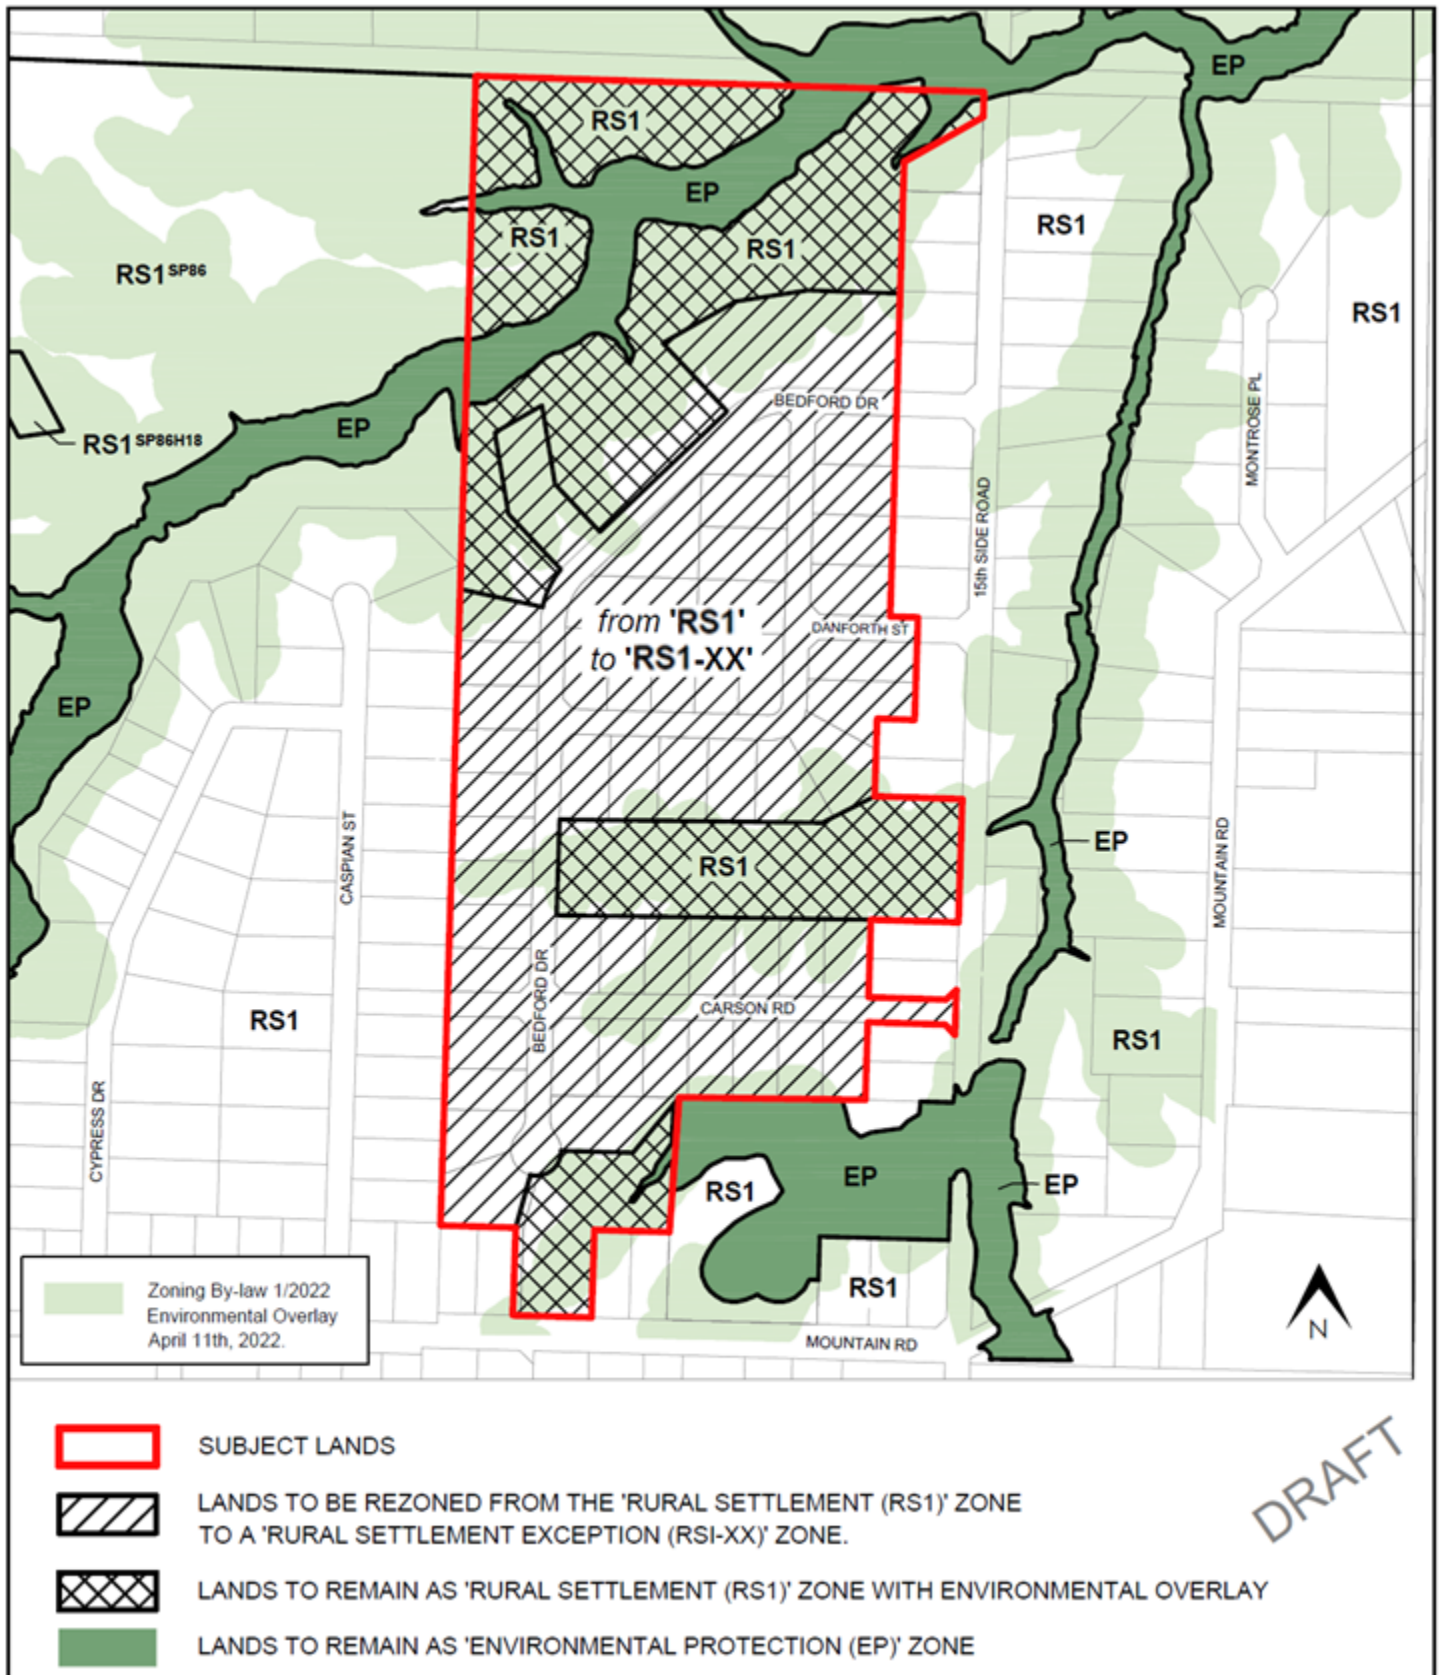 EP
RS1
EP
RS1
RS1
RS1
RS1SP86
RS1
BEDFORD DR
MONTROSE PL
EP
RS1SP86H18
15th SIDE ROAD
from 'RS1'
to 'RS1-XX'
DANFORTH ST
EP
CASPIAN ST
EP
RS1
MOUNTAIN RD
BEDFORD DR
CARSON RD
RS1
RS1
CYPRESS DR
EP
RS1
EP
RS1
MOUNTAIN RD
N
Zoning By-law 1/2022
Environmental Overlay
April 11th, 2022.
SUBJECT LANDS
DRAFT
LANDS TO BE REZONED FROM THE 'RURAL SETTLEMENT (RS1)' ZONE
TO A 'RURAL SETTLEMENT EXCEPTION (RSI-XX)' ZONE.
LANDS TO REMAIN AS 'RURAL SETTLEMENT (RS1)' ZONE WITH ENVIRONMENTAL OVERLAY
LANDS TO REMAIN AS 'ENVIRONMENTAL PROTECTION (EP)' ZONE